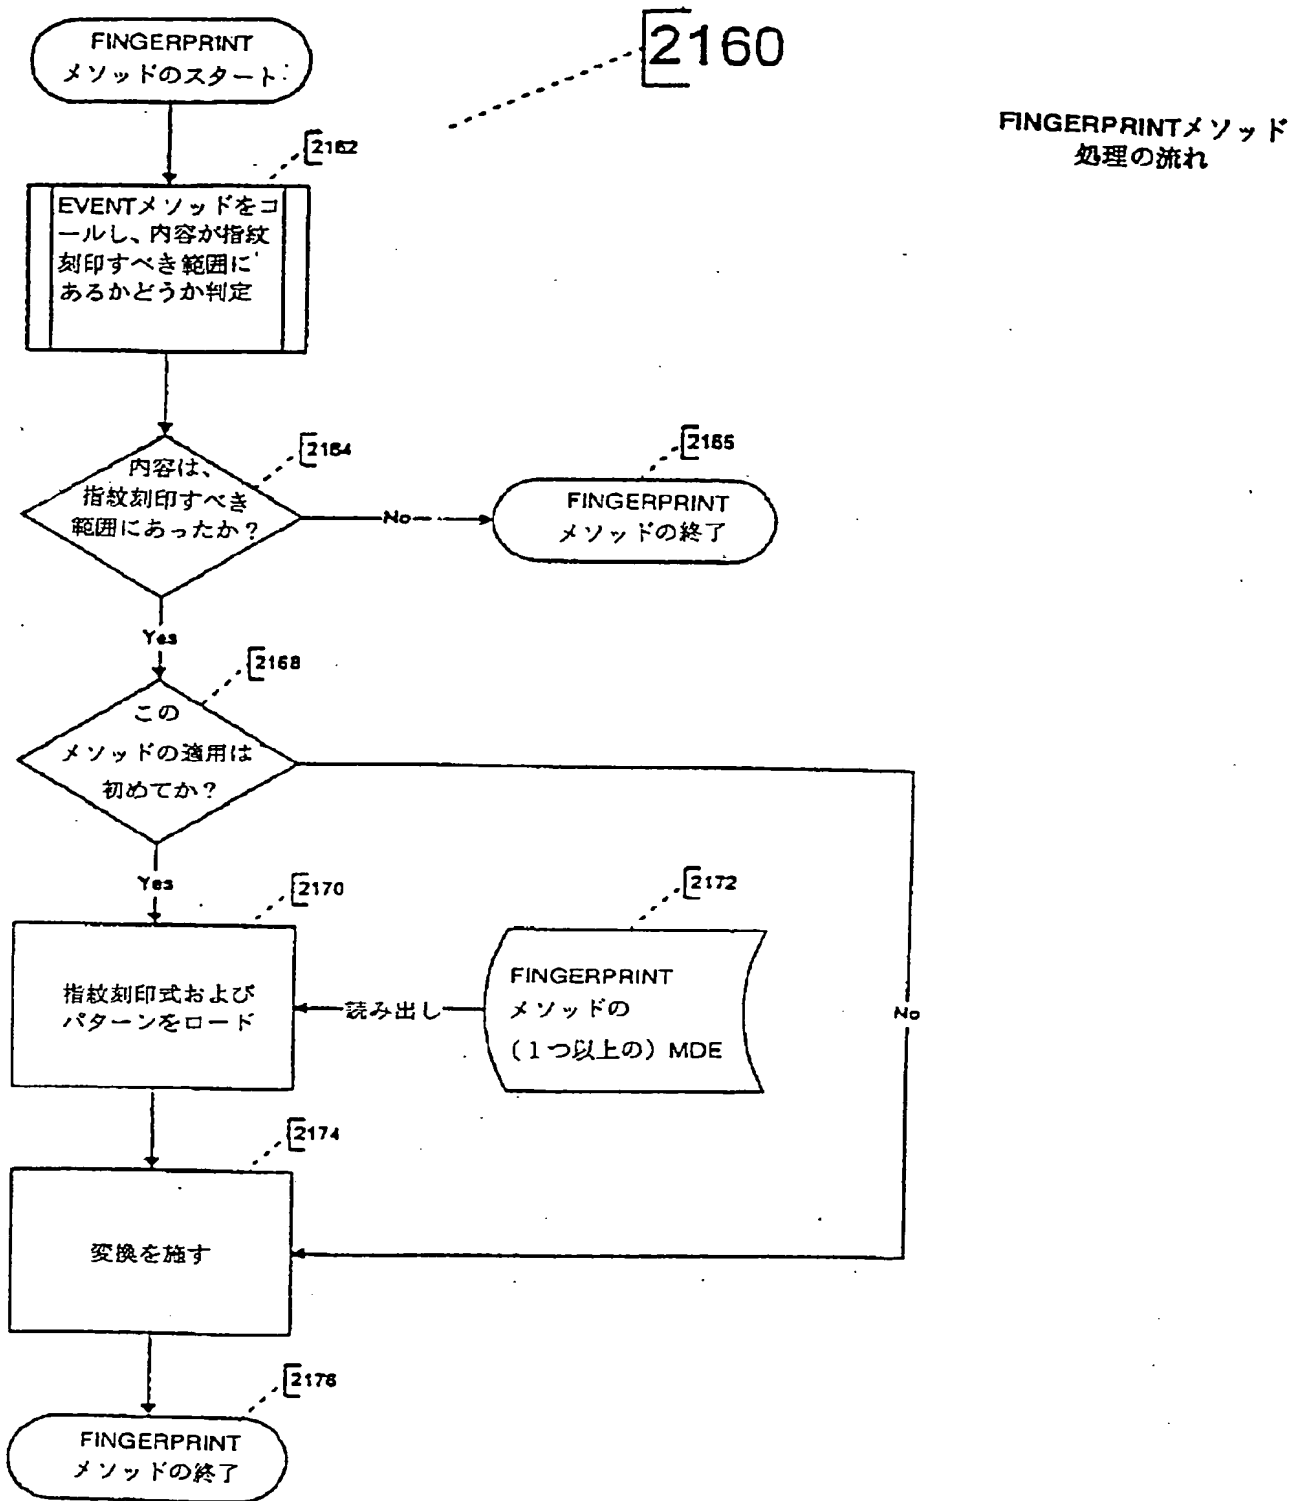 FINGERPRINT
メソッドのスタート
2160
FINGERPRINTメソッド
処理の流れ
2162
EVENTメソッドをコ
ールし、内容が指紋
刻印すべき範囲に
あるかどうか判定
2164
内容は、
指紋刻印すべき
範囲にあったか？
No
2165
FINGERPRINT
メソッドの終了
Yes
2168
この
メソッドの適用は
初めてか？
No
Yes
2170
指紋刻印式および
パターンをロード
読み出し
2172
FINGERPRINT
メソッドの
（１つ以上の）MDE
2174
変換を施す
2176
FINGERPRINT
メソッドの終了